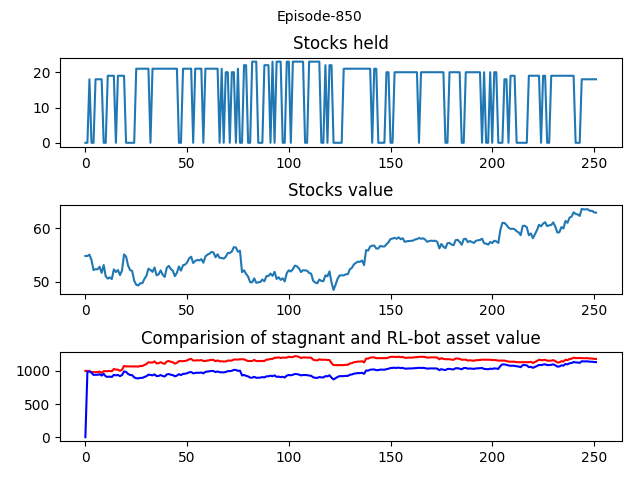 Episode-850
Stocks held
20
10
0
0 50 100 150 200 250
Stocks value
60
50
0 50 100 150 200 250
Comparision of stagnant and RL-bot asset value
1000
500
0
0 50 100 150 200 250